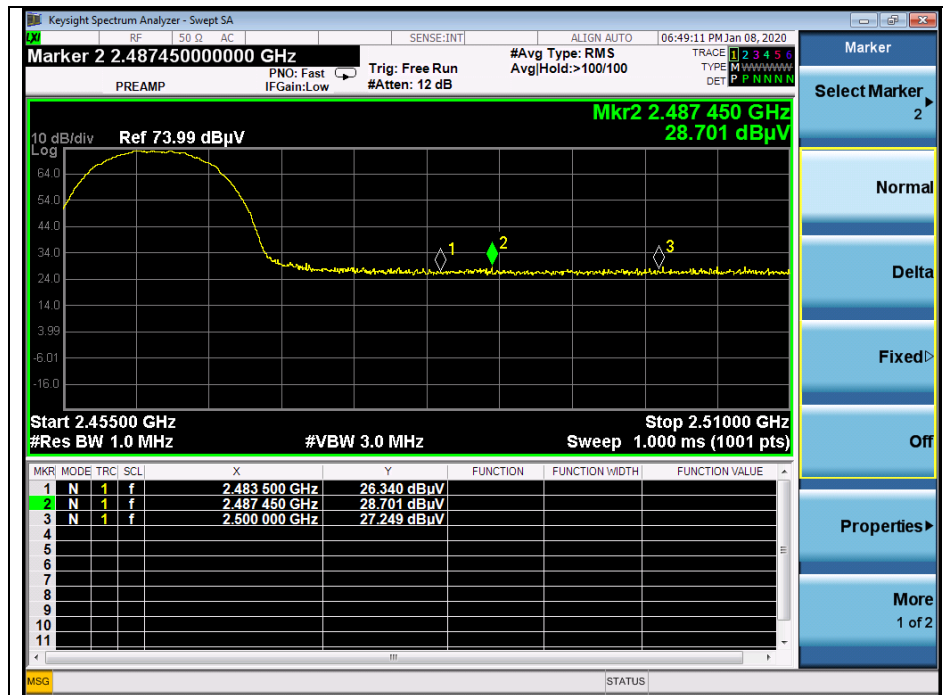 Keysight Spectrum Analyzer - Swept SA
LXI RF 50 Ω AC SENSE:INT ALIGN AUTO 06:49:11 PM Jan 08, 2020
Marker 2 2.487450000000 GHz
PREAMP
PNO: Fast
IFGain:Low
Trig: Free Run
#Atten: 12 dB
#Avg Type: RMS
Avg|Hold:>100/100
TRACE 1 2 3 4 5 6
TYPE M WWWWW
DET P P N N N N
Mkr2 2.487 450 GHz
28.701 dBµV
10 dB/div Ref 73.99 dBµV
Log
64.0
54.0
44.0
34.0
24.0
14.0
3.99
-6.01
-16.0
1
2
3
Start 2.45500 GHz Stop 2.51000 GHz
#Res BW 1.0 MHz #VBW 3.0 MHz Sweep 1.000 ms (1001 pts)
MKR MODE TRC SCL X Y FUNCTION FUNCTION WIDTH FUNCTION VALUE
1 N 1 f 2.483 500 GHz 26.340 dBµV
2 N 1 f 2.487 450 GHz 28.701 dBµV
3 N 1 f 2.500 000 GHz 27.249 dBµV
4
5
6
7
8
9
10
11
MSG STATUS
Marker
Select Marker
2
Normal
Delta
Fixed
Off
Properties
More
1 of 2